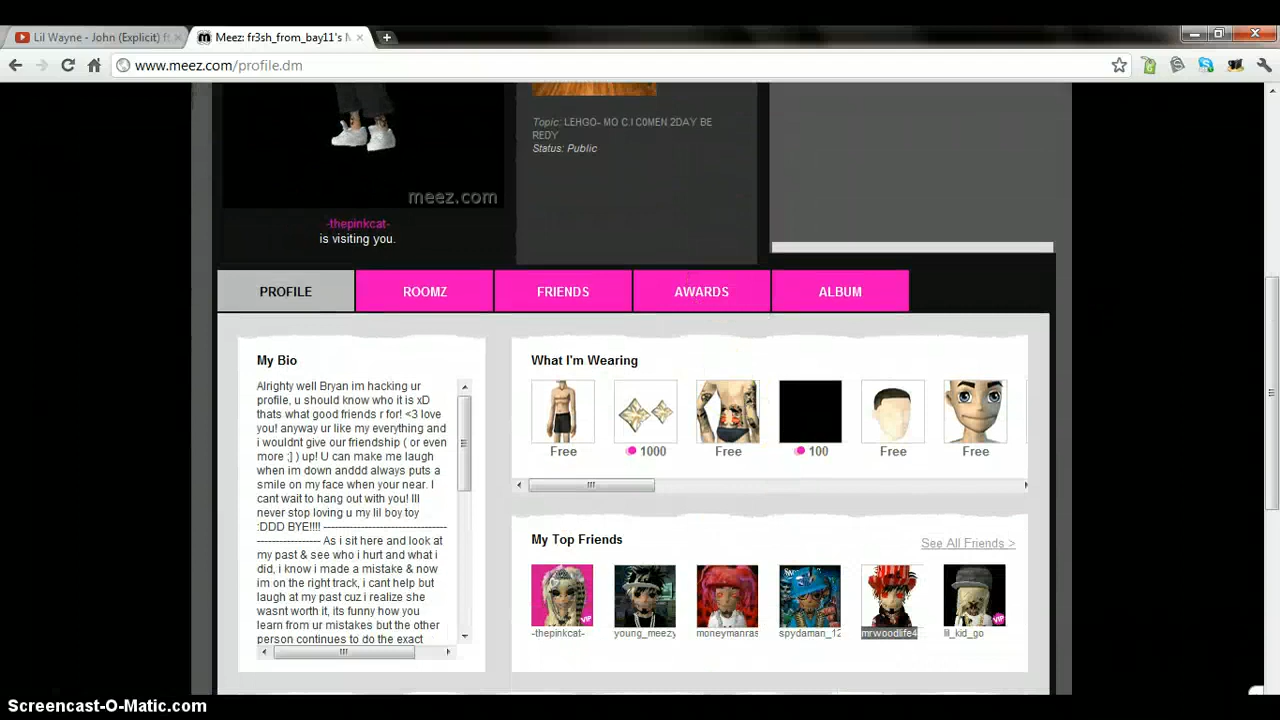 Lil Wayne - John (Explicit) ft
Meez: fr3sh_from_bay11's M
www.meez.com/profile.dm
Topic: LEHGO- MO C I C0MEN 2DAY BE
REDY
Status: Public
meez.com
-thepinkcat-
is visiting you.
PROFILE
ROOMZ
FRIENDS
AWARDS
ALBUM
My Bio
Alrighty well Bryan im hacking ur
profile, u should know who it is xD
thats what good friends r for! <3 love
you! anyway ur like my everything and
i wouldnt give our friendship ( or even
more ;] ) up! U can make me laugh
when im down anddd always puts a
smile on my face when your near. I
cant wait to hang out with you! Ill
never stop loving u my lil boy toy
:DDD BYE!!!! ----------------------------------
------------------ As i sit here and look at
my past & see who i hurt and what i
did, i know i made a mistake & now
im on the right track, i cant help but
laugh at my past cuz i realize she
wasnt worth it, its funny how you
learn from ur mistakes but the other
person continues to do the exact
What I'm Wearing
Free
1000
Free
100
Free
Free
My Top Friends
See All Friends >
VIP
VIP
-thepinkcat-
young_meezy
moneymanras
spydaman_12
mrwoodlife4
lil_kid_go
Screencast-O-Matic.com